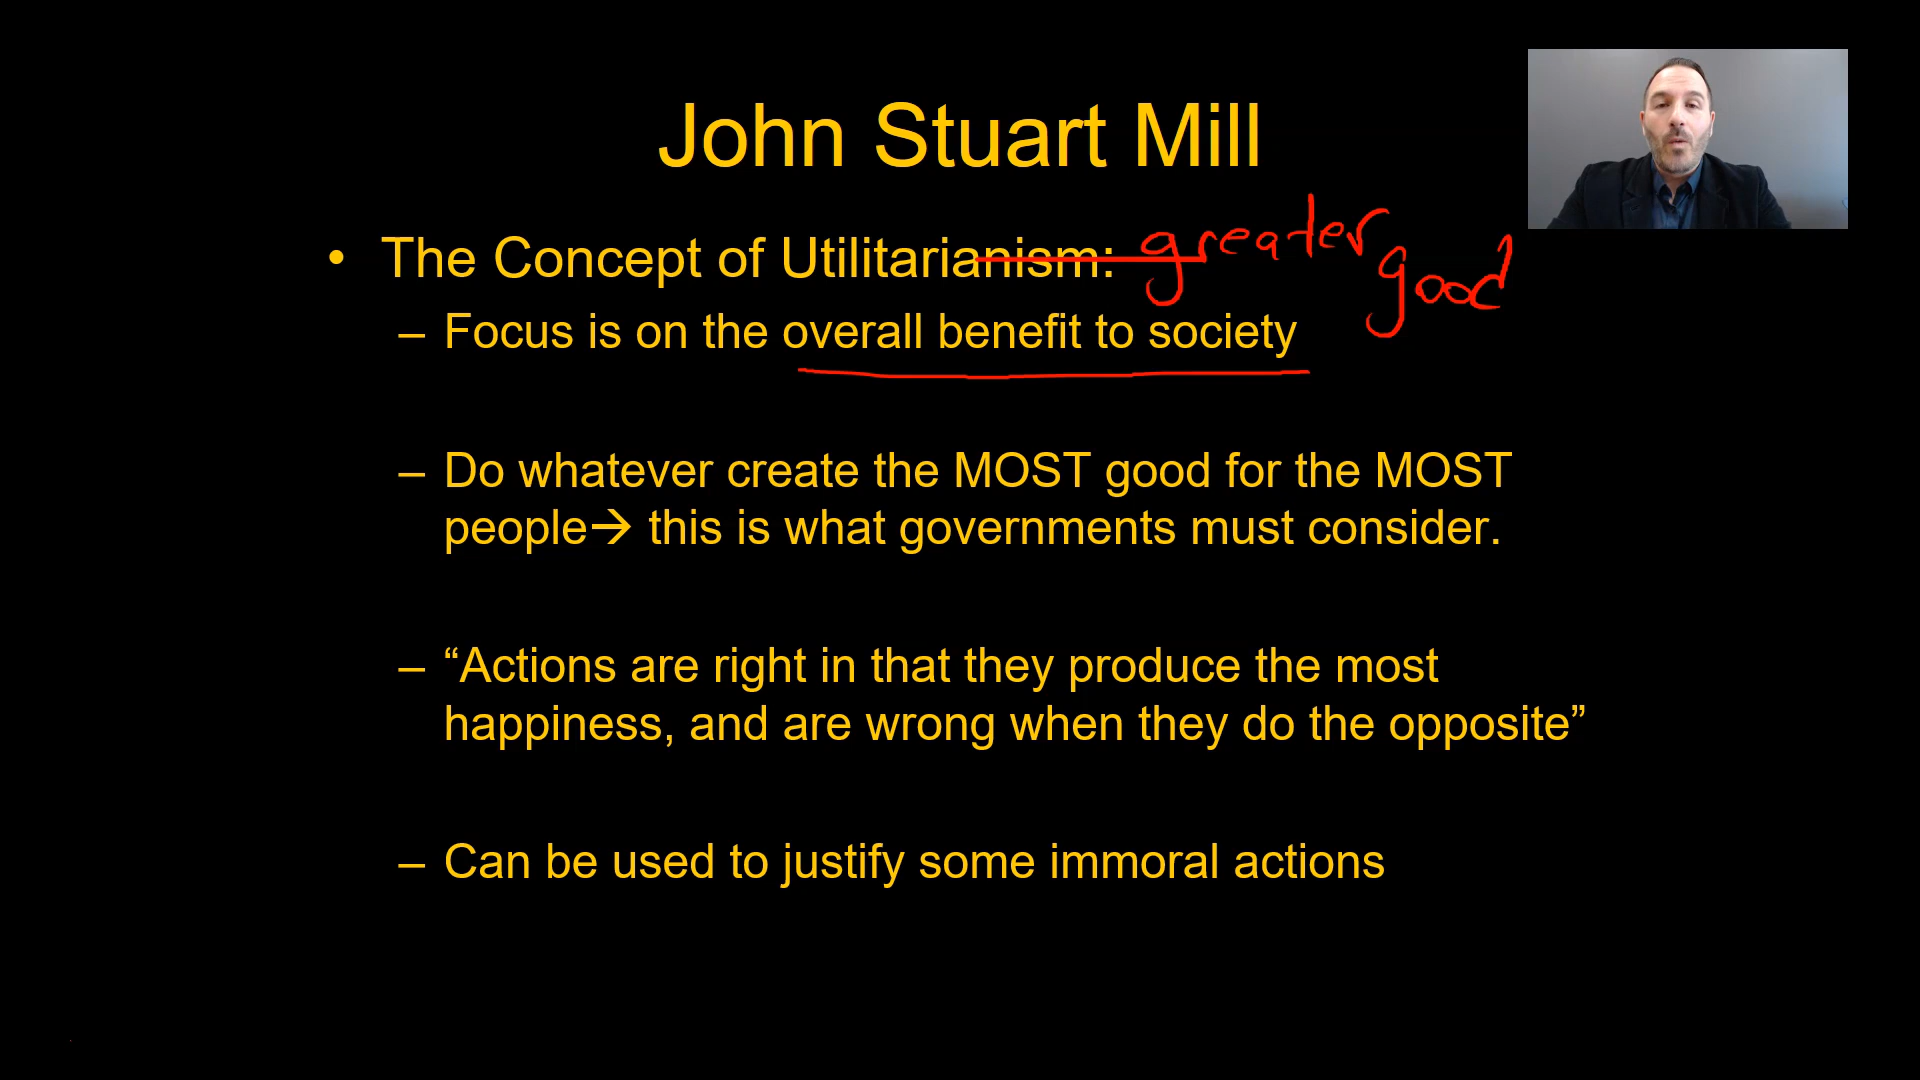 John Stuart Mill
• The Concept of Utilitarianism: greater good
– Focus is on the overall benefit to society
– Do whatever create the MOST good for the MOST
people→ this is what governments must consider.
– “Actions are right in that they produce the most
happiness, and are wrong when they do the opposite”
– Can be used to justify some immoral actions